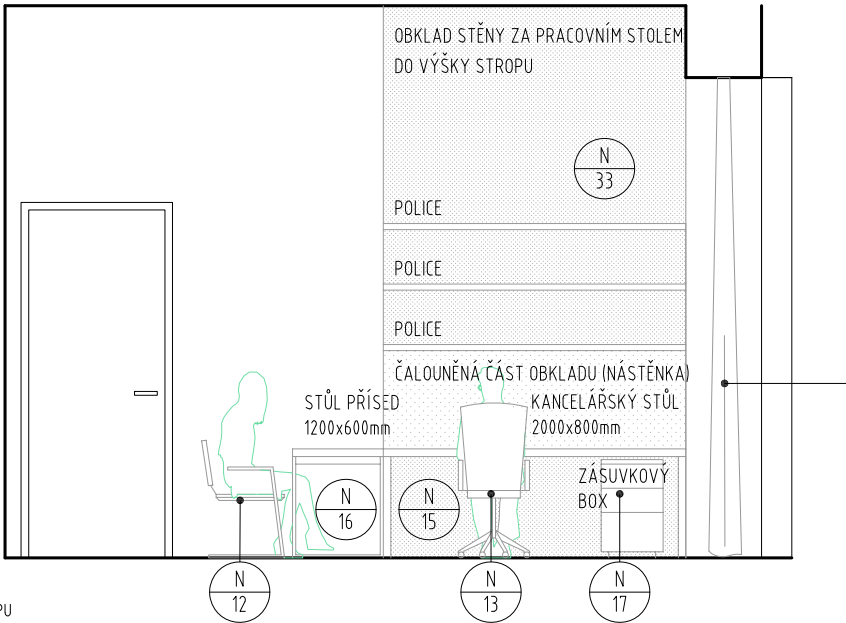 OBKLAD STĚNY ZA PRACOVNÍM STOLEM
DO VÝŠKY STROPU
N
33
POLICE
POLICE
POLICE
ČALOUNĚNÁ ČÁST OBKLADU (NÁSTĚNKA)
STŮL PŘÍSED
1200x600mm
KANCELÁŘSKÝ STŮL
2000x800mm
ZÁSUVKOVÝ
BOX
N
16
N
15
N
12
N
13
N
17
PU